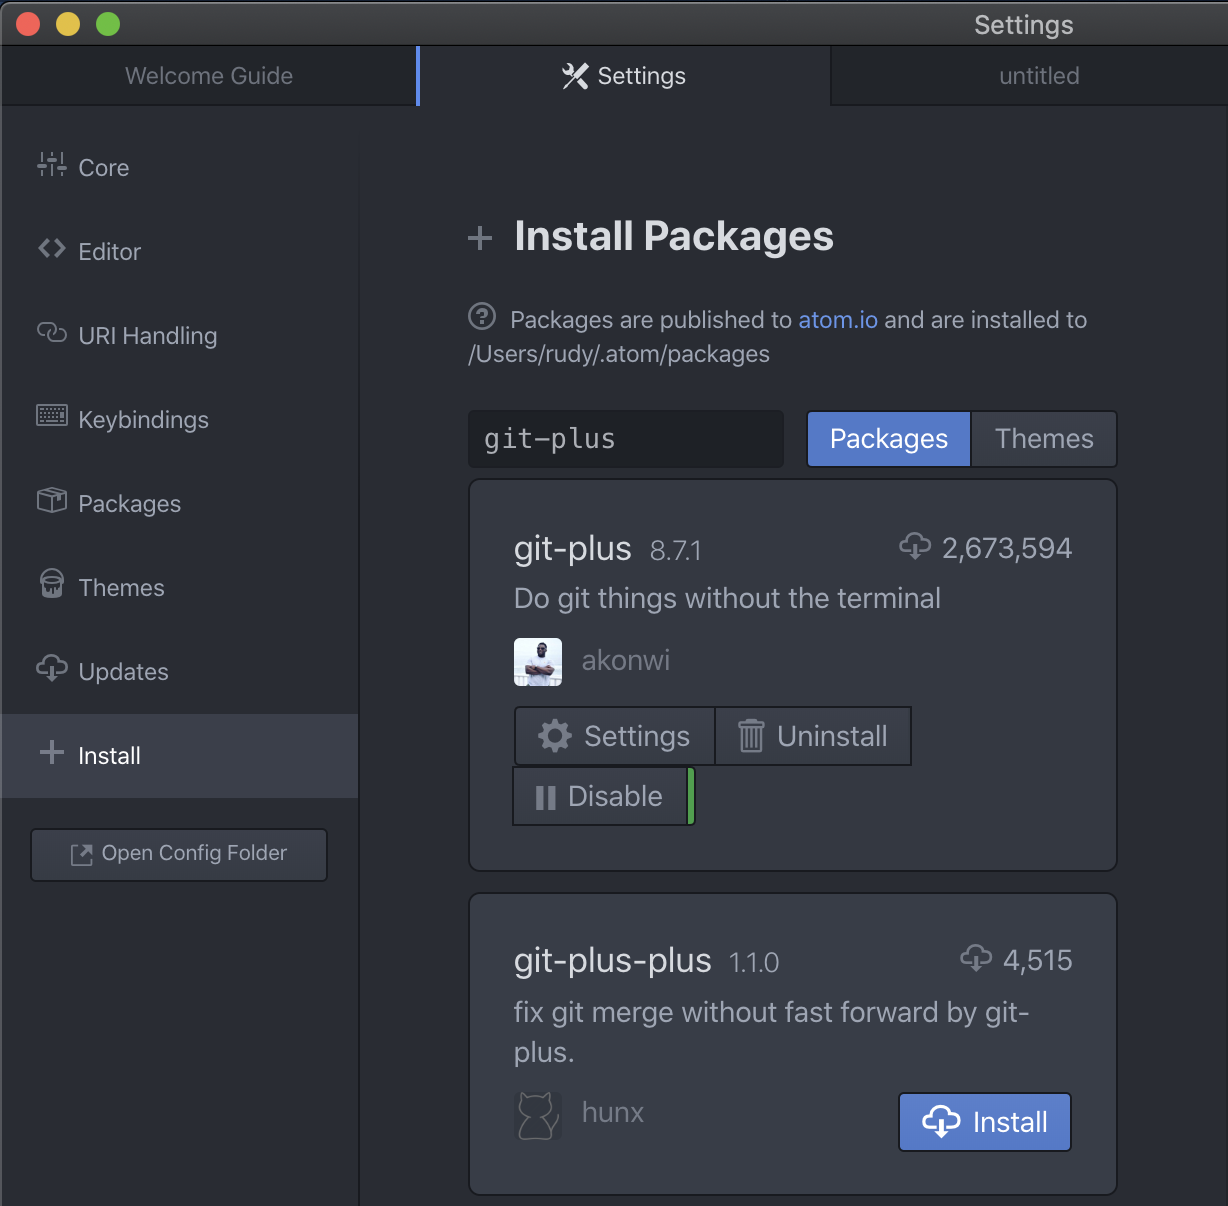 Settings
Welcome Guide
Settings
untitled
Core
Editor
URI Handling
Keybindings
Packages
Themes
Updates
Install
Open Config Folder
Install Packages
Packages are published to atom.io and are installed to
/Users/rudy/.atom/packages
git-plus
Packages
Themes
git-plus 8.7.1
2,673,594
Do git things without the terminal
akonwi
Settings
Uninstall
Disable
git-plus-plus 1.1.0
4,515
fix git merge without fast forward by git-
plus.
hunx
Install